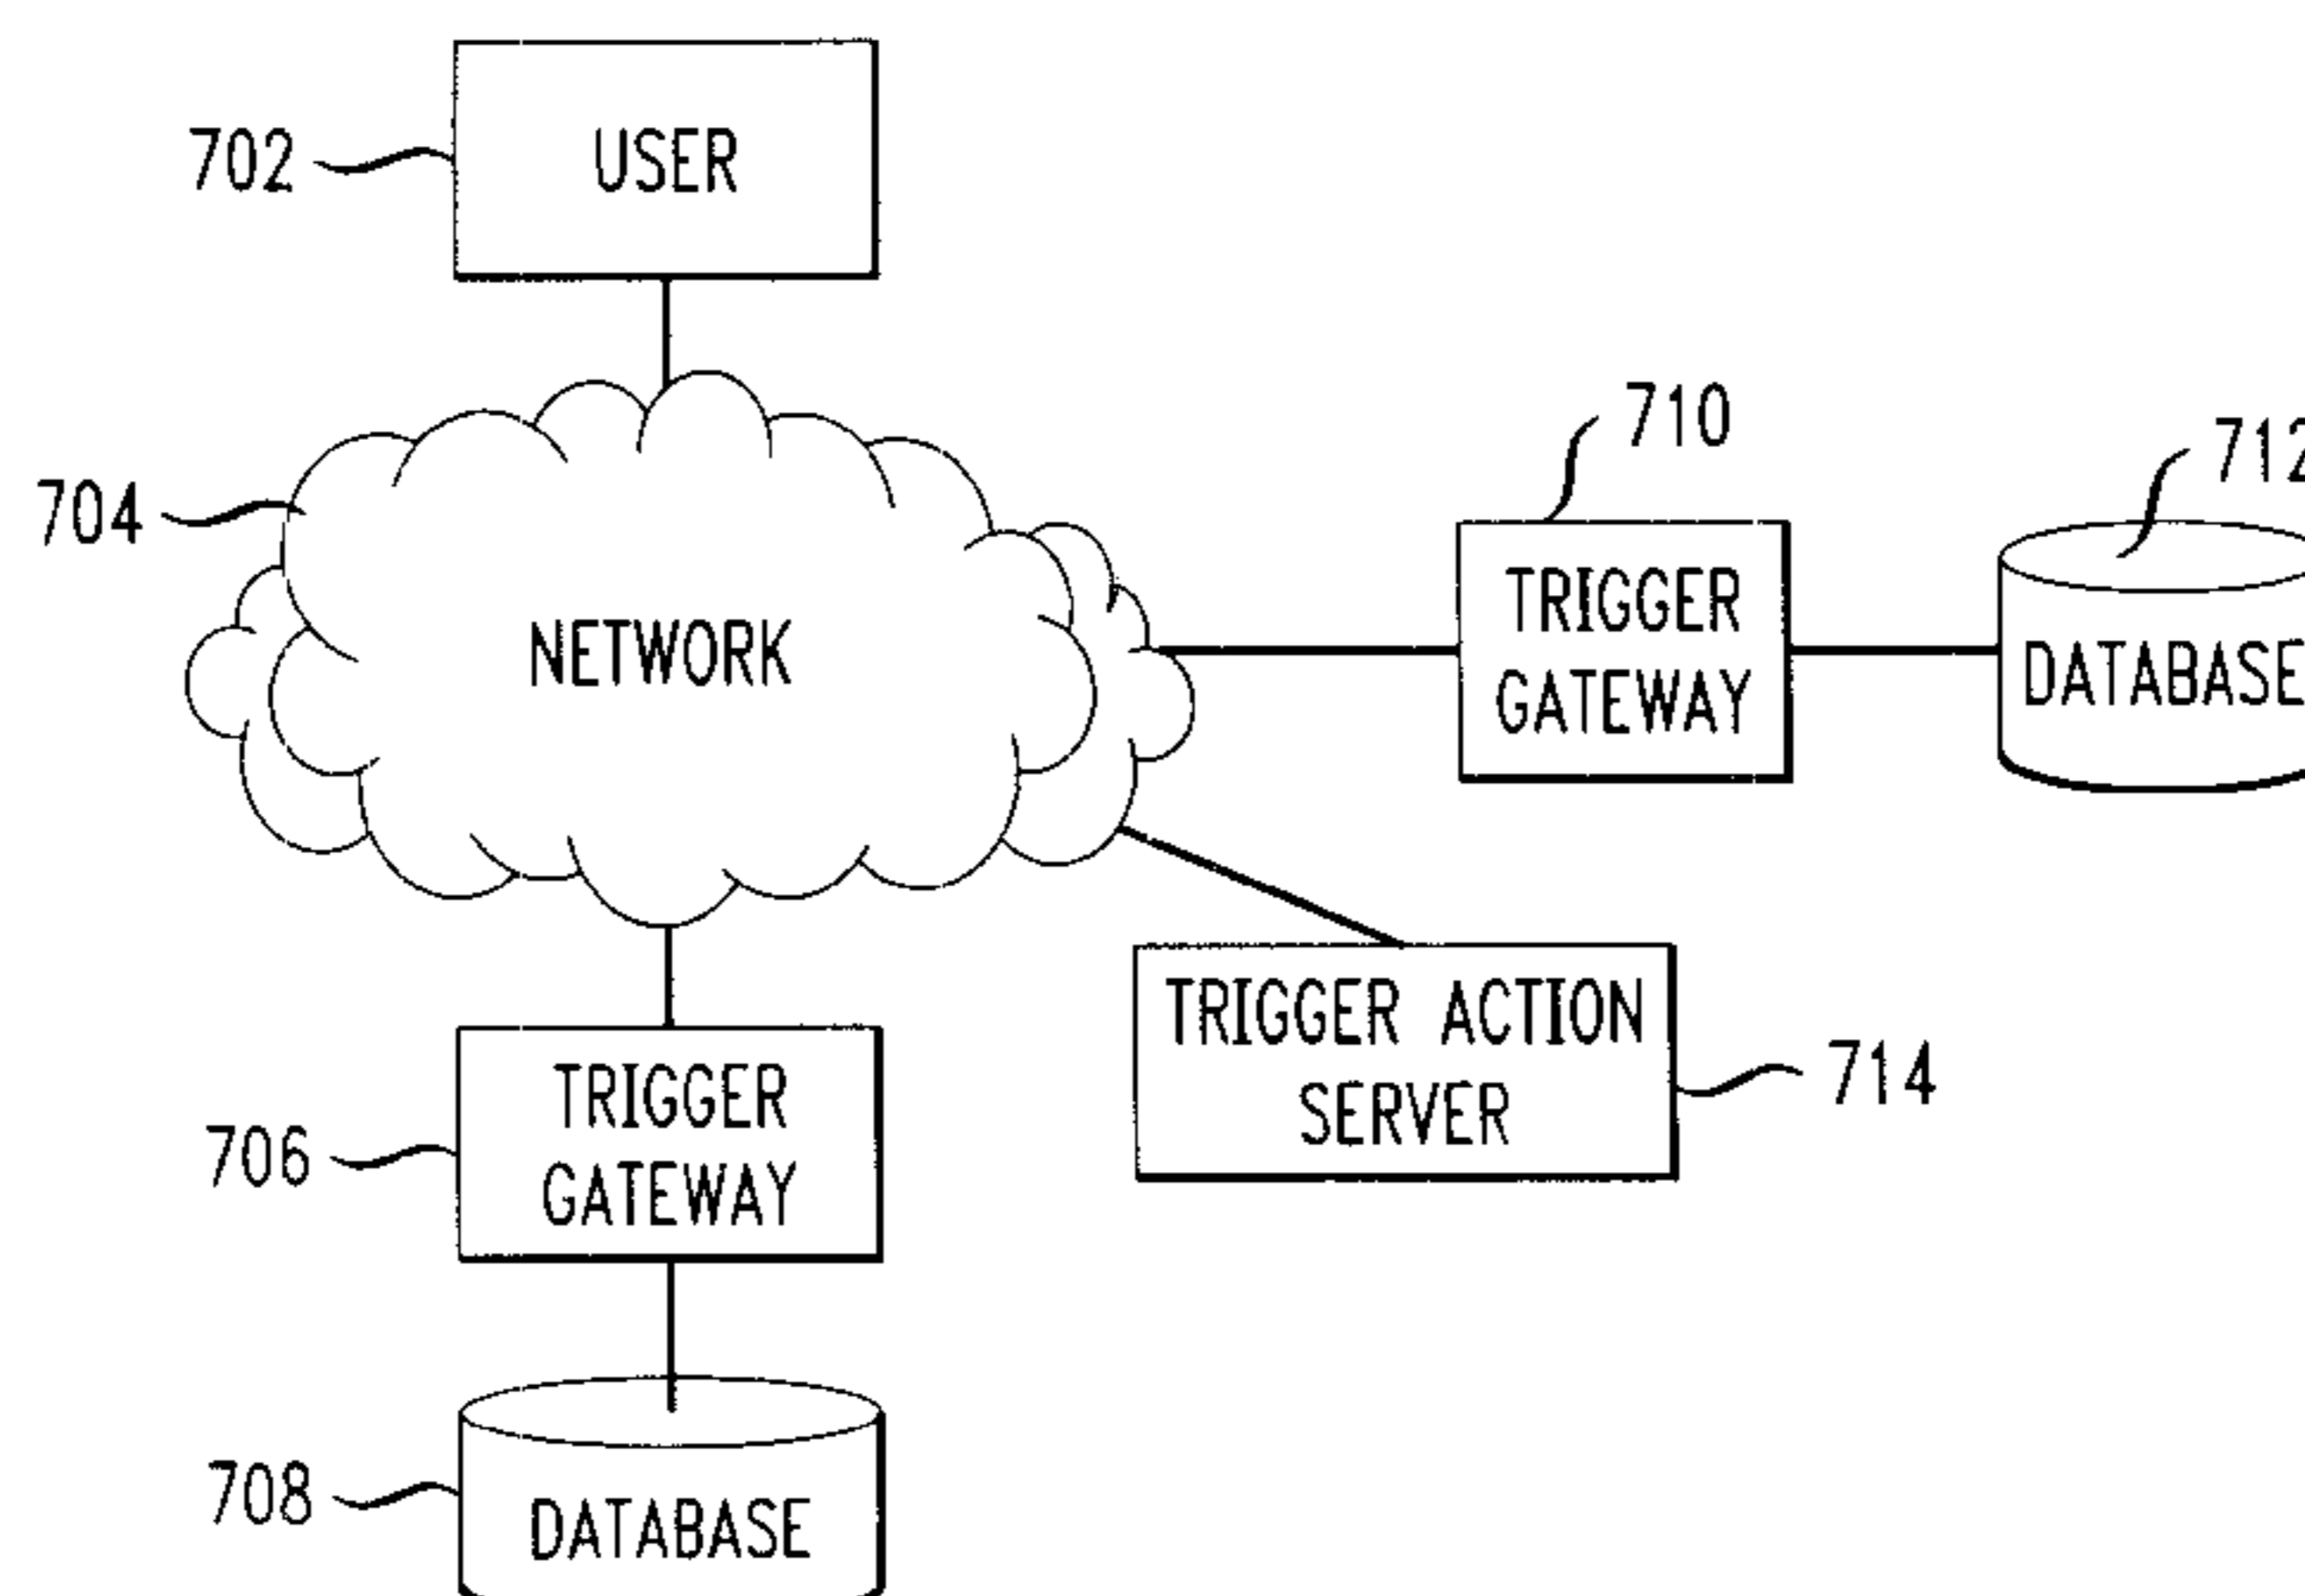 702
USER
704
NETWORK
710
712
TRIGGER
GATEWAY
DATABASE
TRIGGER ACTION
SERVER
714
706
TRIGGER
GATEWAY
708
DATABASE